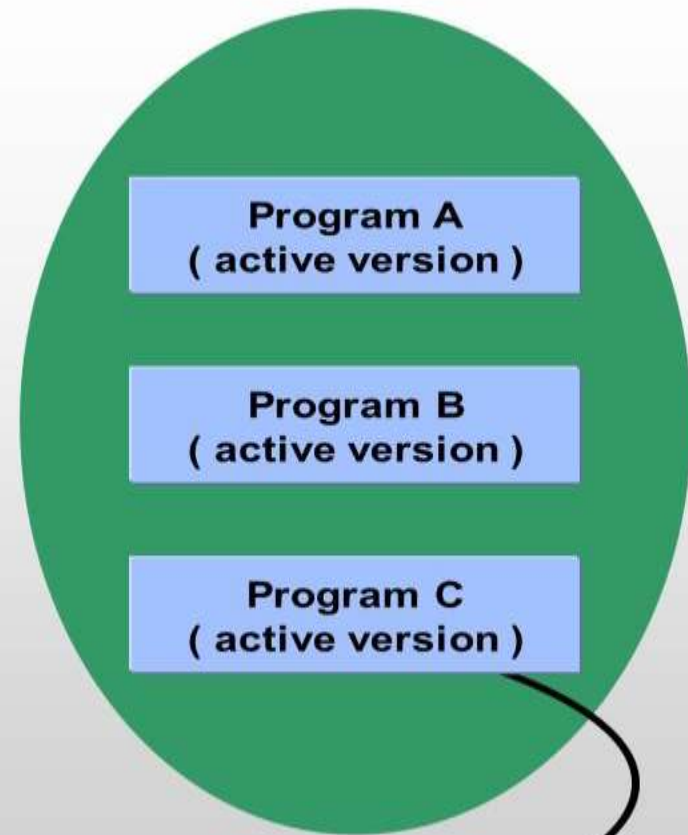 Program A
( active version )
Program B
( active version )
Program C
( active version )